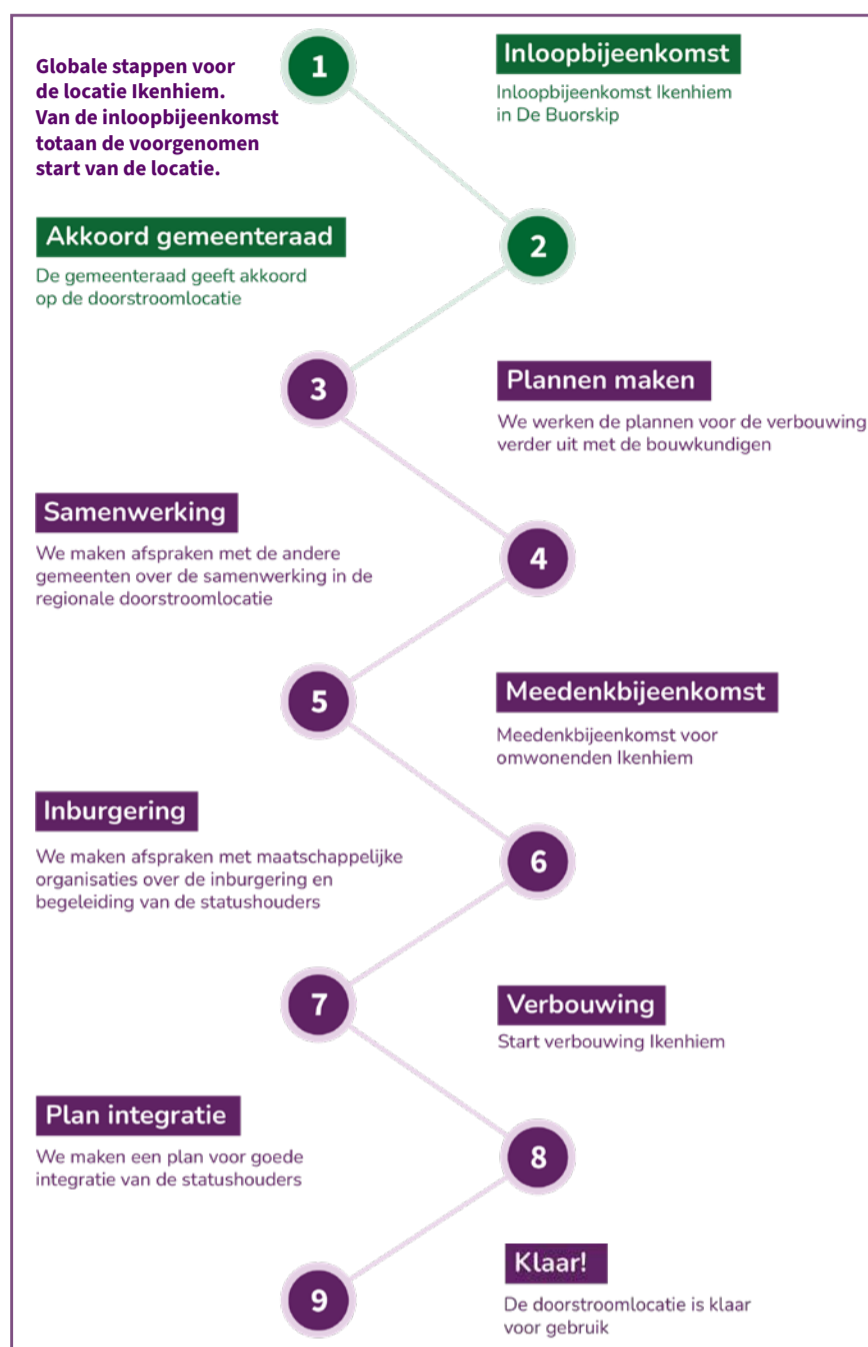 Globale stappen voor
de locatie Ikenhiem.
Van de inloopbijeenkomst
totaan de voorgenomen
start van de locatie.
1
Inloopbijeenkomst
Inloopbijeenkomst Ikenhiem
in De Buorskip
Akkoord gemeenteraad
De gemeenteraad geeft akkoord
op de doorstroomlocatie
2
3
Plannen maken
We werken de plannen voor de verbouwing
verder uit met de bouwkundigen
Samenwerking
We maken afspraken met de andere
gemeenten over de samenwerking in de
regionale doorstroomlocatie
4
5
Meedenkbijeenkomst
Meedenkbijeenkomst voor
omwonenden Ikenhiem
Inburgering
We maken afspraken met maatschappelijke
organisaties over de inburgering en
begeleiding van de statushouders
6
7
Verbouwing
Start verbouwing Ikenhiem
Plan integratie
We maken een plan voor goede
integratie van de statushouders
8
9
Klaar!
De doorstroomlocatie is klaar
voor gebruik